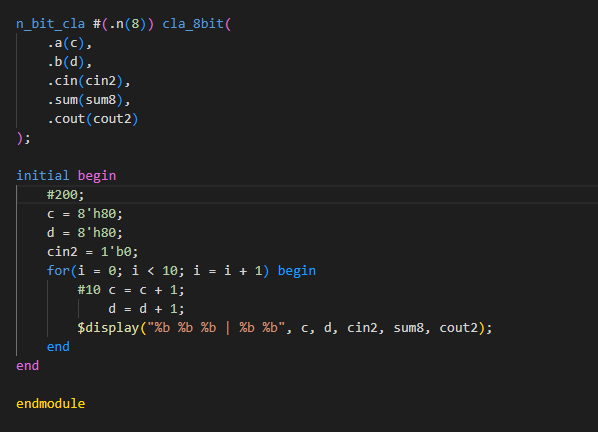 n_bit_cla #(.n(8)) cla_8bit(
    .a(c),
    .b(d),
    .cin(cin2),
    .sum(sum8),
    .cout(cout2)
);

initial begin
    #200;
    c = 8'h80;
    d = 8'h80;
    cin2 = 1'b0;
    for(i = 0; i < 10; i = i + 1) begin
        #10 c = c + 1;
            d = d + 1;
        $display("%b %b %b | %b %b", c, d, cin2, sum8, cout2);
    end
end

endmodule